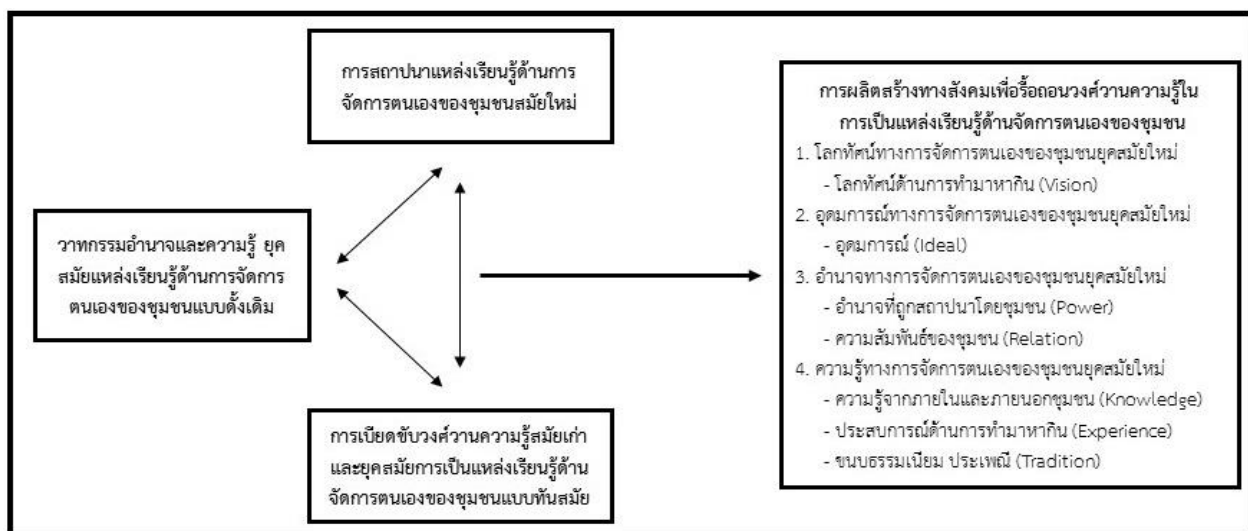 การสถาปนาแหล่งเรียนรู้ด้านการ
จัดการตนเองของชุมชนสมัยใหม่
วาทกรรมอำนาจและความรู้ ยุค
สมัยแหล่งเรียนรู้ด้านการจัดการ
ตนเองของชุมชนแบบดั้งเดิม
การเบียดขับวงศ์วานความรู้สมัยเก่า
และยุคสมัยการเป็นแหล่งเรียนรู้ด้าน
จัดการตนเองของชุมชนแบบทันสมัย
การผลิตสร้างทางสังคมเพื่อรื้อถอนวงศ์วานความรู้ใน
การเป็นแหล่งเรียนรู้ด้านจัดการตนเองของชุมชน
1. โลกทัศน์ทางการจัดการตนเองของชุมชนยุคสมัยใหม่
- โลกทัศน์ด้านการทำมาหากิน (Vision)
2. อุดมการณ์ทางการจัดการตนเองของชุมชนยุคสมัยใหม่
- อุดมการณ์ (Ideal)
3. อำนาจทางการจัดการตนเองของชุมชนยุคสมัยใหม่
- อำนาจที่ถูกสถาปนาโดยชุมชน (Power)
- ความสัมพันธ์ของชุมชน (Relation)
4. ความรู้ทางการจัดการตนเองของชุมชนยุคสมัยใหม่
- ความรู้จากภายในและภายนอกชุมชน (Knowledge)
- ประสบการณ์ด้านการทำมาหากิน (Experience)
- ขนบธรรมเนียม ประเพณี (Tradition)